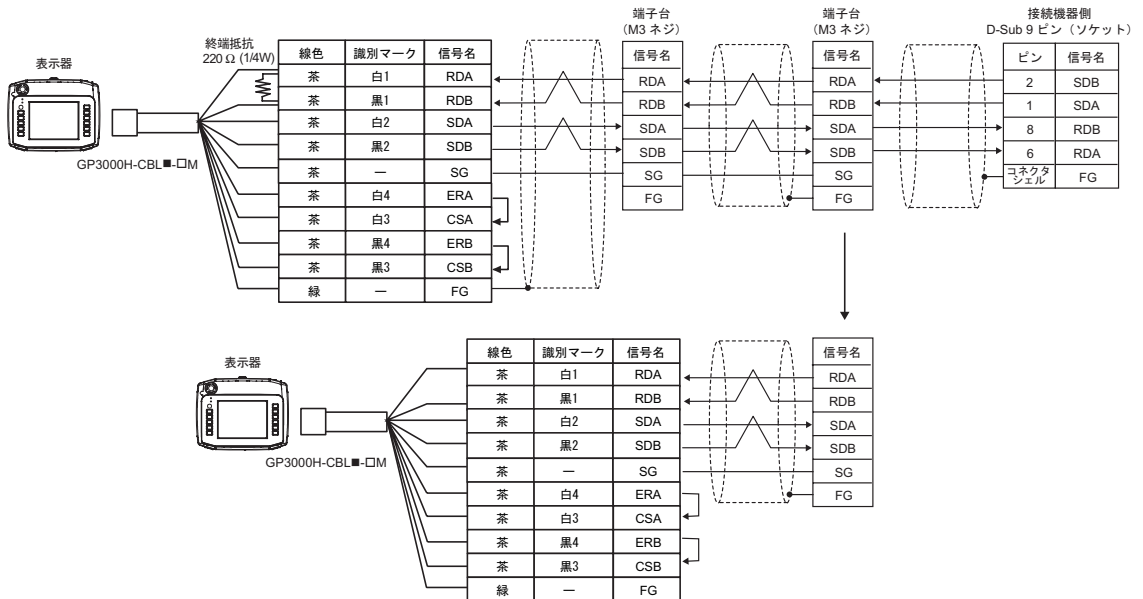 端子台
(M3 ネジ)
端子台
(M3 ネジ)
接続機器側
D-Sub 9 ピン（ソケット）
表示器
GP3000H-CBL■-□M
終端抵抗
220 Ω (1/4W)
線色 識別マーク 信号名
茶 白1 RDA
茶 黒1 RDB
茶 白2 SDA
茶 黒2 SDB
茶 － SG
茶 白4 ERA
茶 白3 CSA
茶 黒4 ERB
茶 黒3 CSB
緑 － FG
信号名
RDA
RDB
SDA
SDB
SG
FG
信号名
RDA
RDB
SDA
SDB
SG
FG
ピン 信号名
2 SDB
1 SDA
8 RDB
6 RDA
コネクタ
シェル FG
表示器
GP3000H-CBL■-□M
線色 識別マーク 信号名
茶 白1 RDA
茶 黒1 RDB
茶 白2 SDA
茶 黒2 SDB
茶 － SG
茶 白4 ERA
茶 白3 CSA
茶 黒4 ERB
茶 黒3 CSB
緑 － FG
信号名
RDA
RDB
SDA
SDB
SG
FG